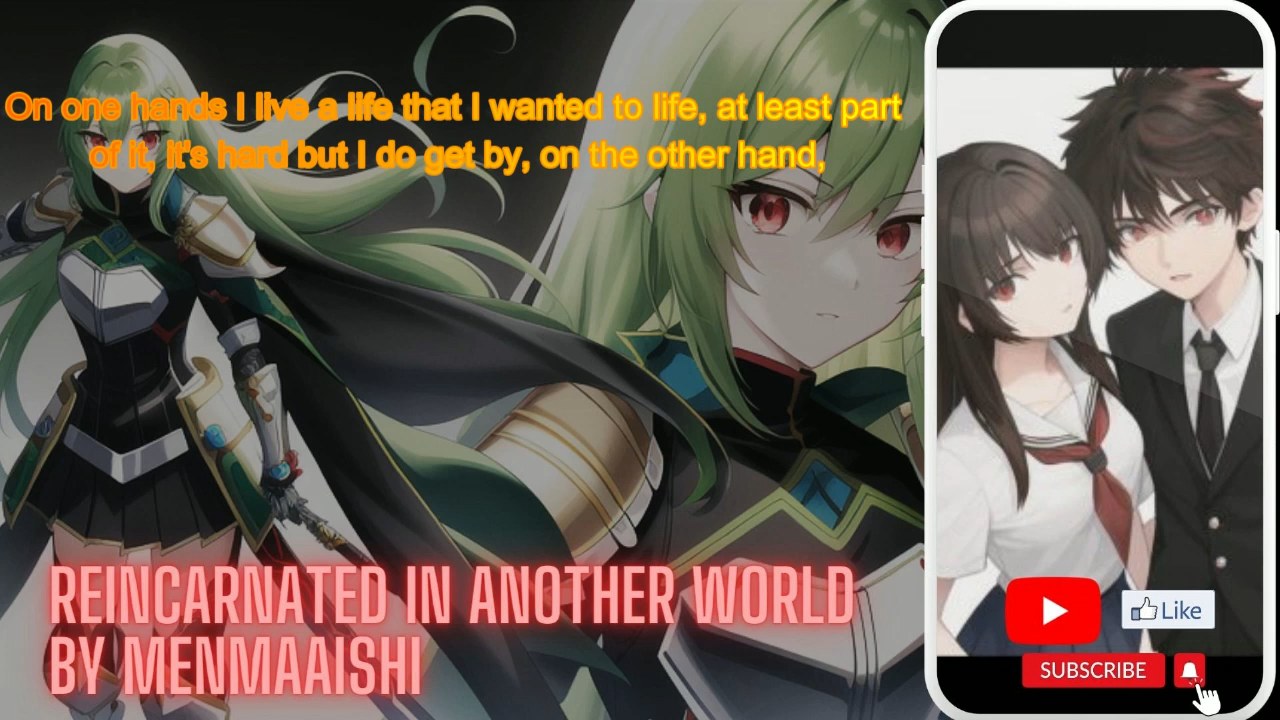 On one hands I live a life that I wanted to life, at least part
of it, it's hard but I do get by, on the other hand,
REINCARNATED IN ANOTHER WORLD
BY MENMAAISHI
Like
SUBSCRIBE